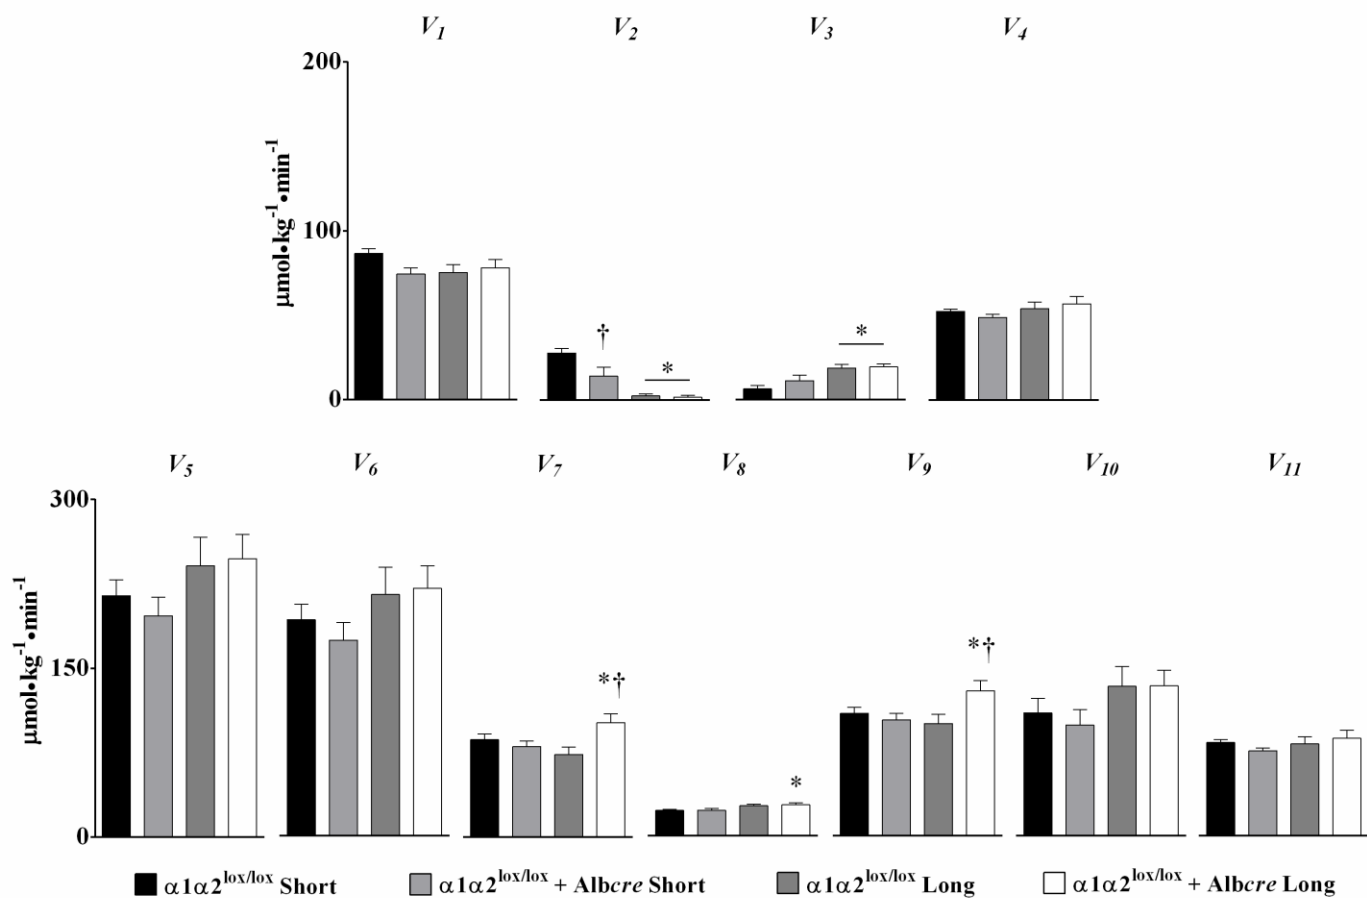 V1 V2 V3 V4
200
100
0
μmol•kg-1•min-1
†
*
*
V5 V6 V7 V8 V9 V10 V11
300
150
0
μmol•kg-1•min-1
*†
*
*†
α1α2lox/lox Short α1α2lox/lox + Albcre Short α1α2lox/lox Long α1α2lox/lox + Albcre Long